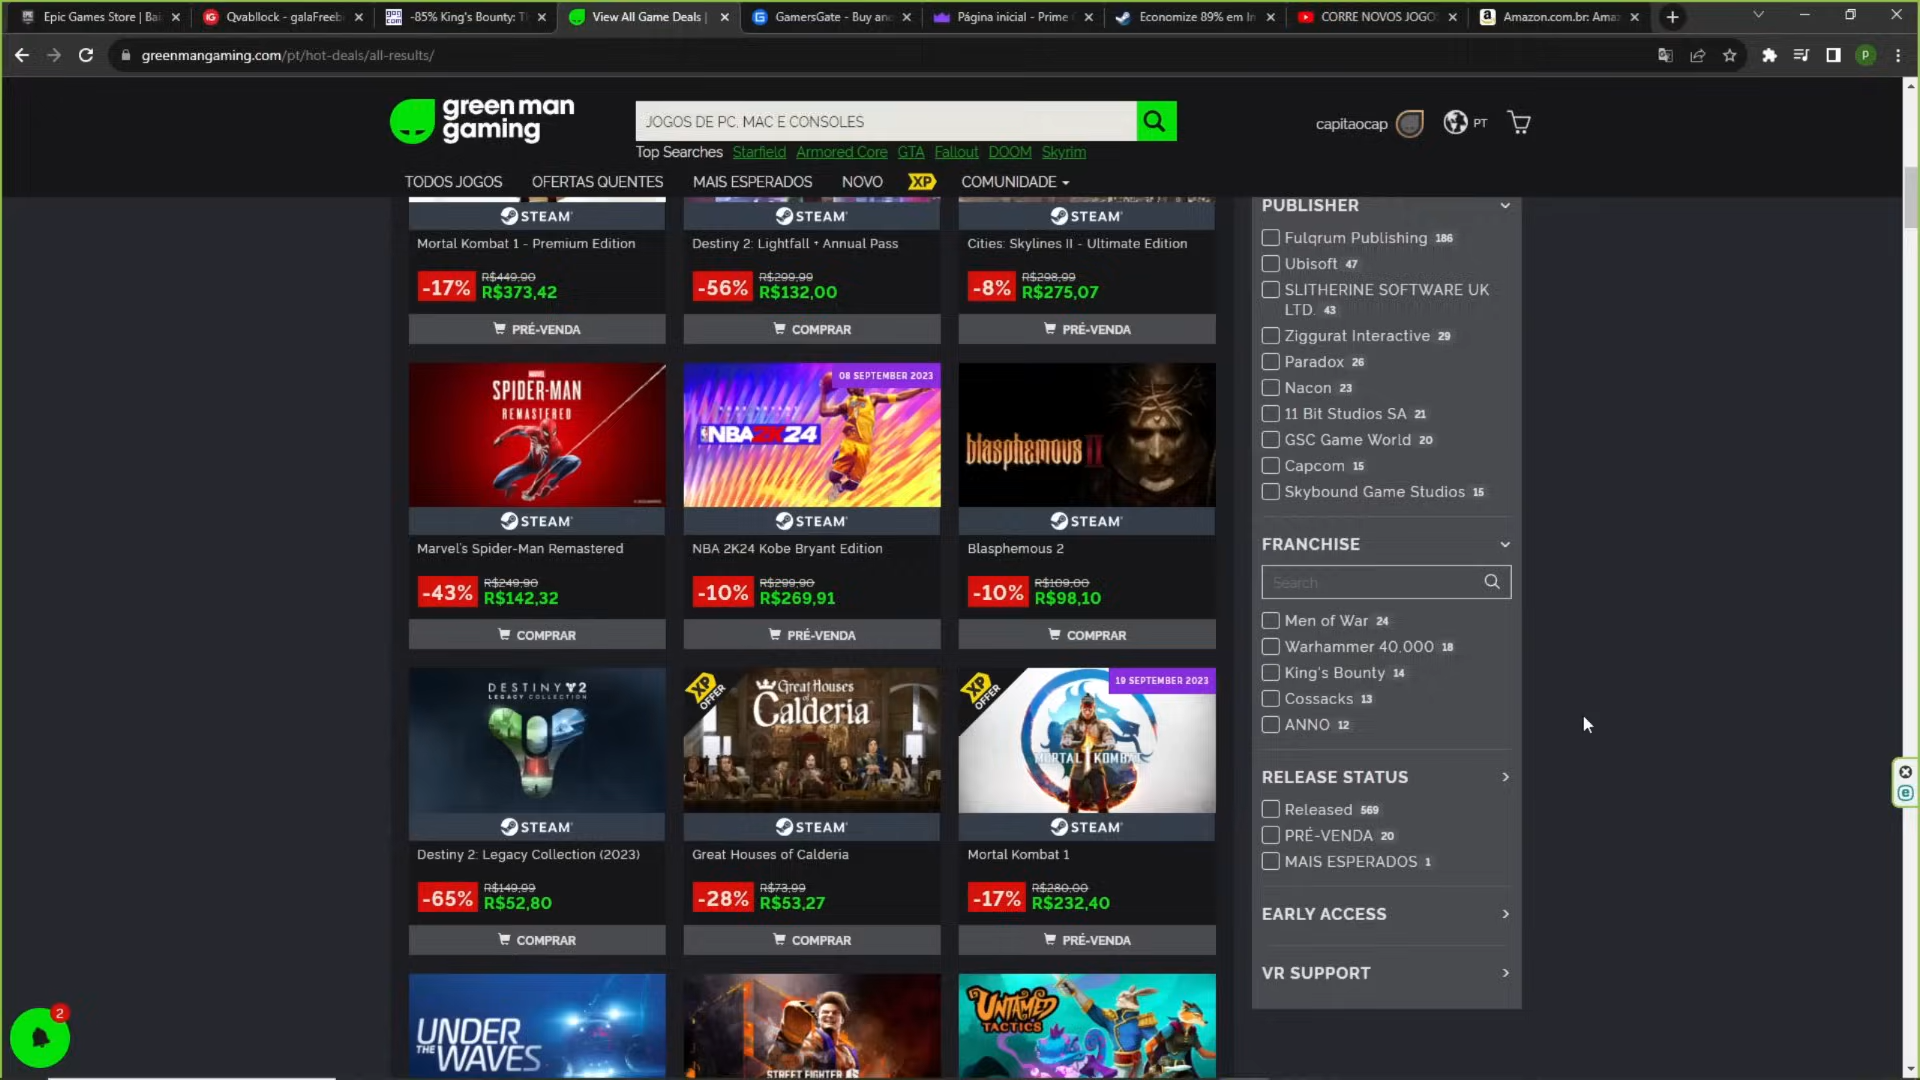 Epic Games Store | Bai
Qvabllock - galaFreeb
-85% King's Bounty: T
View All Game Deals |
GamersGate - Buy and
Página inicial - Prime
Economize 89% em
CORRE NOVOS JOGO
Amazon.com.br: Ama
greenmangaming.com/pt/hot-deals/all-results/
p
green man
gaming
JOGOS DE PC, MAC E CONSOLES
capitaocap
PT
Top Searches Starfield Armored Core GTA Fallout DOOM Skyrim
TODOS JOGOS OFERTAS QUENTES MAIS ESPERADOS NOVO XP COMUNIDADE
STEAM
STEAM
STEAM
Mortal Kombat 1 - Premium Edition
Destiny 2: Lightfall + Annual Pass
Cities: Skylines II - Ultimate Edition
-17% R$449,90
R$373,42
-56% R$299,99
R$132,00
-8% R$298,99
R$275,07
PRÉ-VENDA
COMPRAR
PRÉ-VENDA
MARVEL
SPIDER-MAN
REMASTERED
08 SEPTEMBER 2023
KOBE BRYANT
NBA 2K24
blasphemous II
STEAM
STEAM
STEAM
Marvel's Spider-Man Remastered
NBA 2K24 Kobe Bryant Edition
Blasphemous 2
-43% R$249,90
R$142,32
-10% R$299,90
R$269,91
-10% R$109,00
R$98,10
COMPRAR
PRÉ-VENDA
COMPRAR
DESTINY 2
LEGACY COLLECTION
XP OFFER
Great Houses
of
Calderia
XP OFFER
19 SEPTEMBER 2023
MORTAL KOMBAT
STEAM
STEAM
STEAM
Destiny 2: Legacy Collection (2023)
Great Houses of Calderia
Mortal Kombat 1
-65% R$149,99
R$52,80
-28% R$73,99
R$53,27
-17% R$280,00
R$232,40
COMPRAR
COMPRAR
PRÉ-VENDA
UNDER
THE WAVES
STREET FIGHTER 6
UNTAMED
TACTICS
PUBLISHER
Fulqrum Publishing 186
Ubisoft 47
SLITHERINE SOFTWARE UK
LTD. 43
Ziggurat Interactive 29
Paradox 26
Nacon 23
11 Bit Studios SA 21
GSC Game World 20
Capcom 15
Skybound Game Studios 15
FRANCHISE
Search
Men of War 24
Warhammer 40.000 18
King's Bounty 14
Cossacks 13
ANNO 12
RELEASE STATUS
Released 569
PRÉ-VENDA 20
MAIS ESPERADOS 1
EARLY ACCESS
VR SUPPORT
2